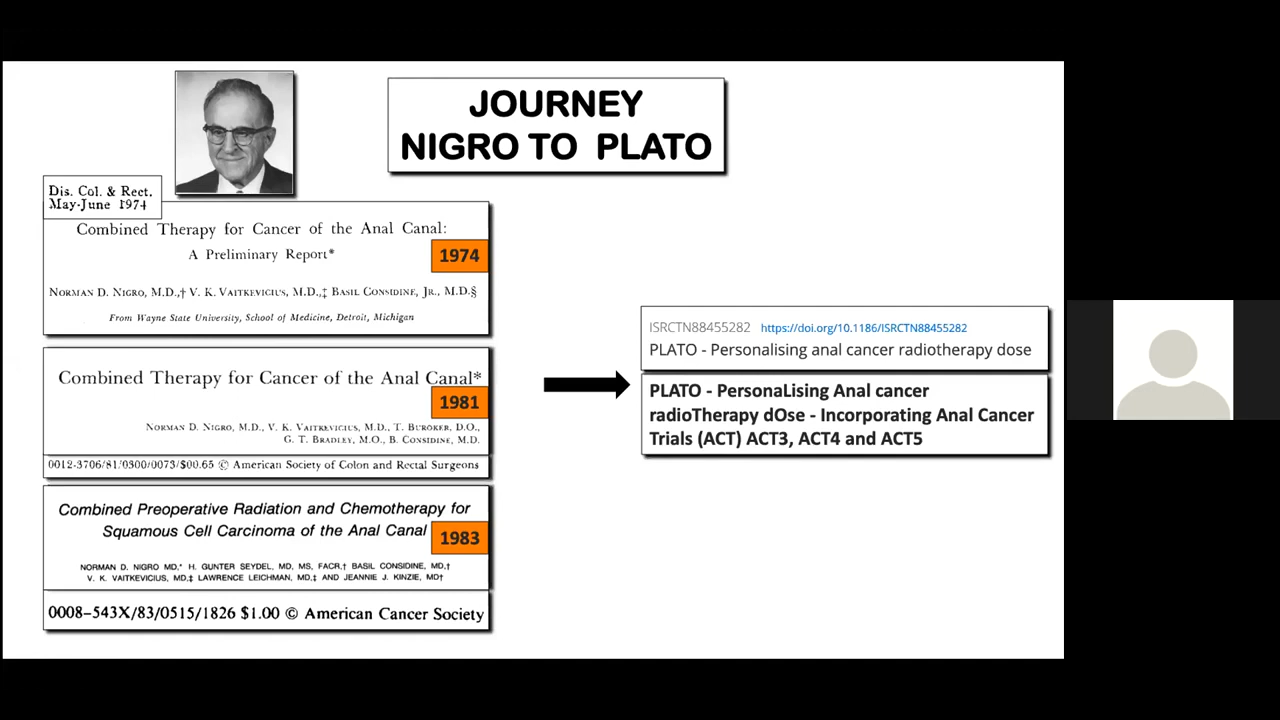 JOURNEY
NIGRO TO PLATO
Dis. Col. & Rect.
May-June 1974
Combined Therapy for Cancer of the Anal Canal:
A Preliminary Report*
1974
NORMAN D. NIGRO, M.D.,† V. K. VAITKEVICIUS, M.D.,‡ BASIL CONSIDINE, JR., M.D.§
From Wayne State University, School of Medicine, Detroit, Michigan
Combined Therapy for Cancer of the Anal Canal*
1981
NORMAN D. NIGRO, M.D., V. K. VAITKEVICIUS, M.D., T. BUROKER, D.O.,
G. T. BRADLEY, M.O., B. CONSIDINE, M.D.
0012-3706/81/0300/0073/$00.65 © American Society of Colon and Rectal Surgeons
Combined Preoperative Radiation and Chemotherapy for
Squamous Cell Carcinoma of the Anal Canal
1983
NORMAN D. NIGRO MD,* H. GUNTER SEYDEL, MD, MS, FACR,† BASIL CONSIDINE, MD,†
V. K. VAITKEVICIUS, MD,‡ LAWRENCE LEICHMAN, MD,‡ AND JEANNIE J. KINZIE, MD†
0008–543X/83/0515/1826 $1.00 © American Cancer Society
ISRCTN88455282 https://doi.org/10.1186/ISRCTN88455282
PLATO - Personalising anal cancer radiotherapy dose
PLATO - PersonaLising Anal cancer
radioTherapy dOse - Incorporating Anal Cancer
Trials (ACT) ACT3, ACT4 and ACT5